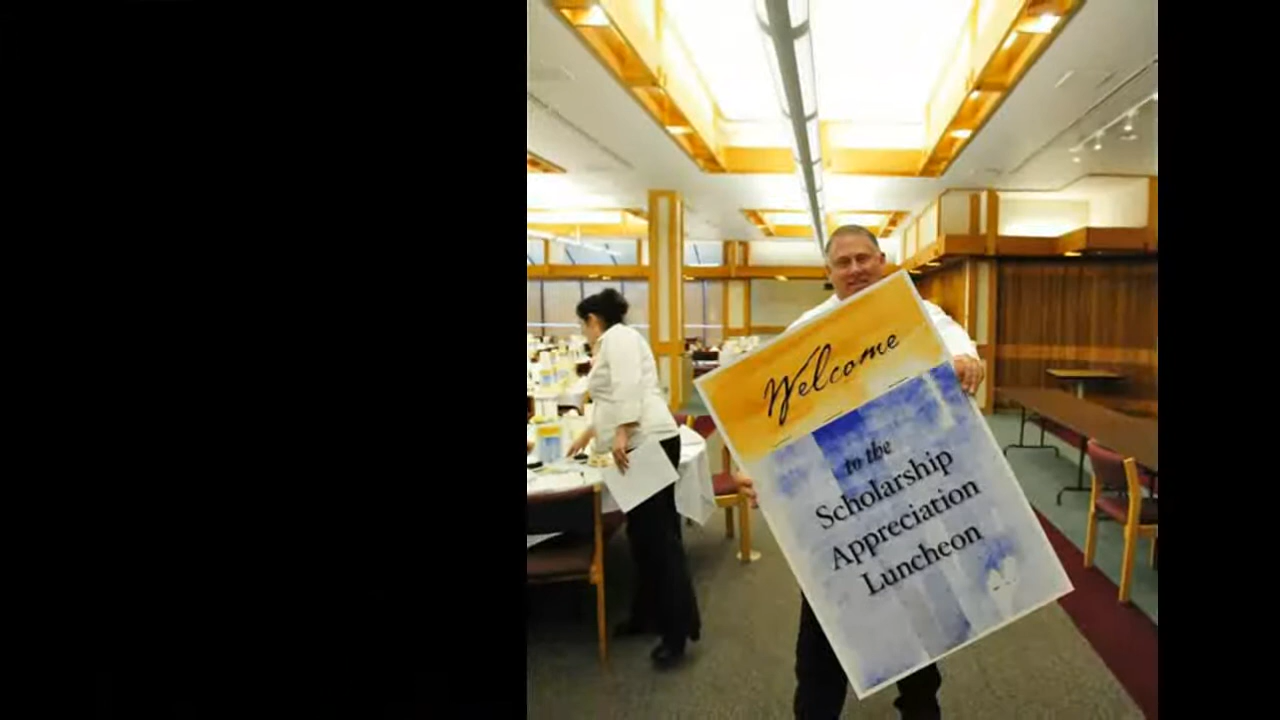 Welcome
to the
Scholarship
Appreciation
Luncheon